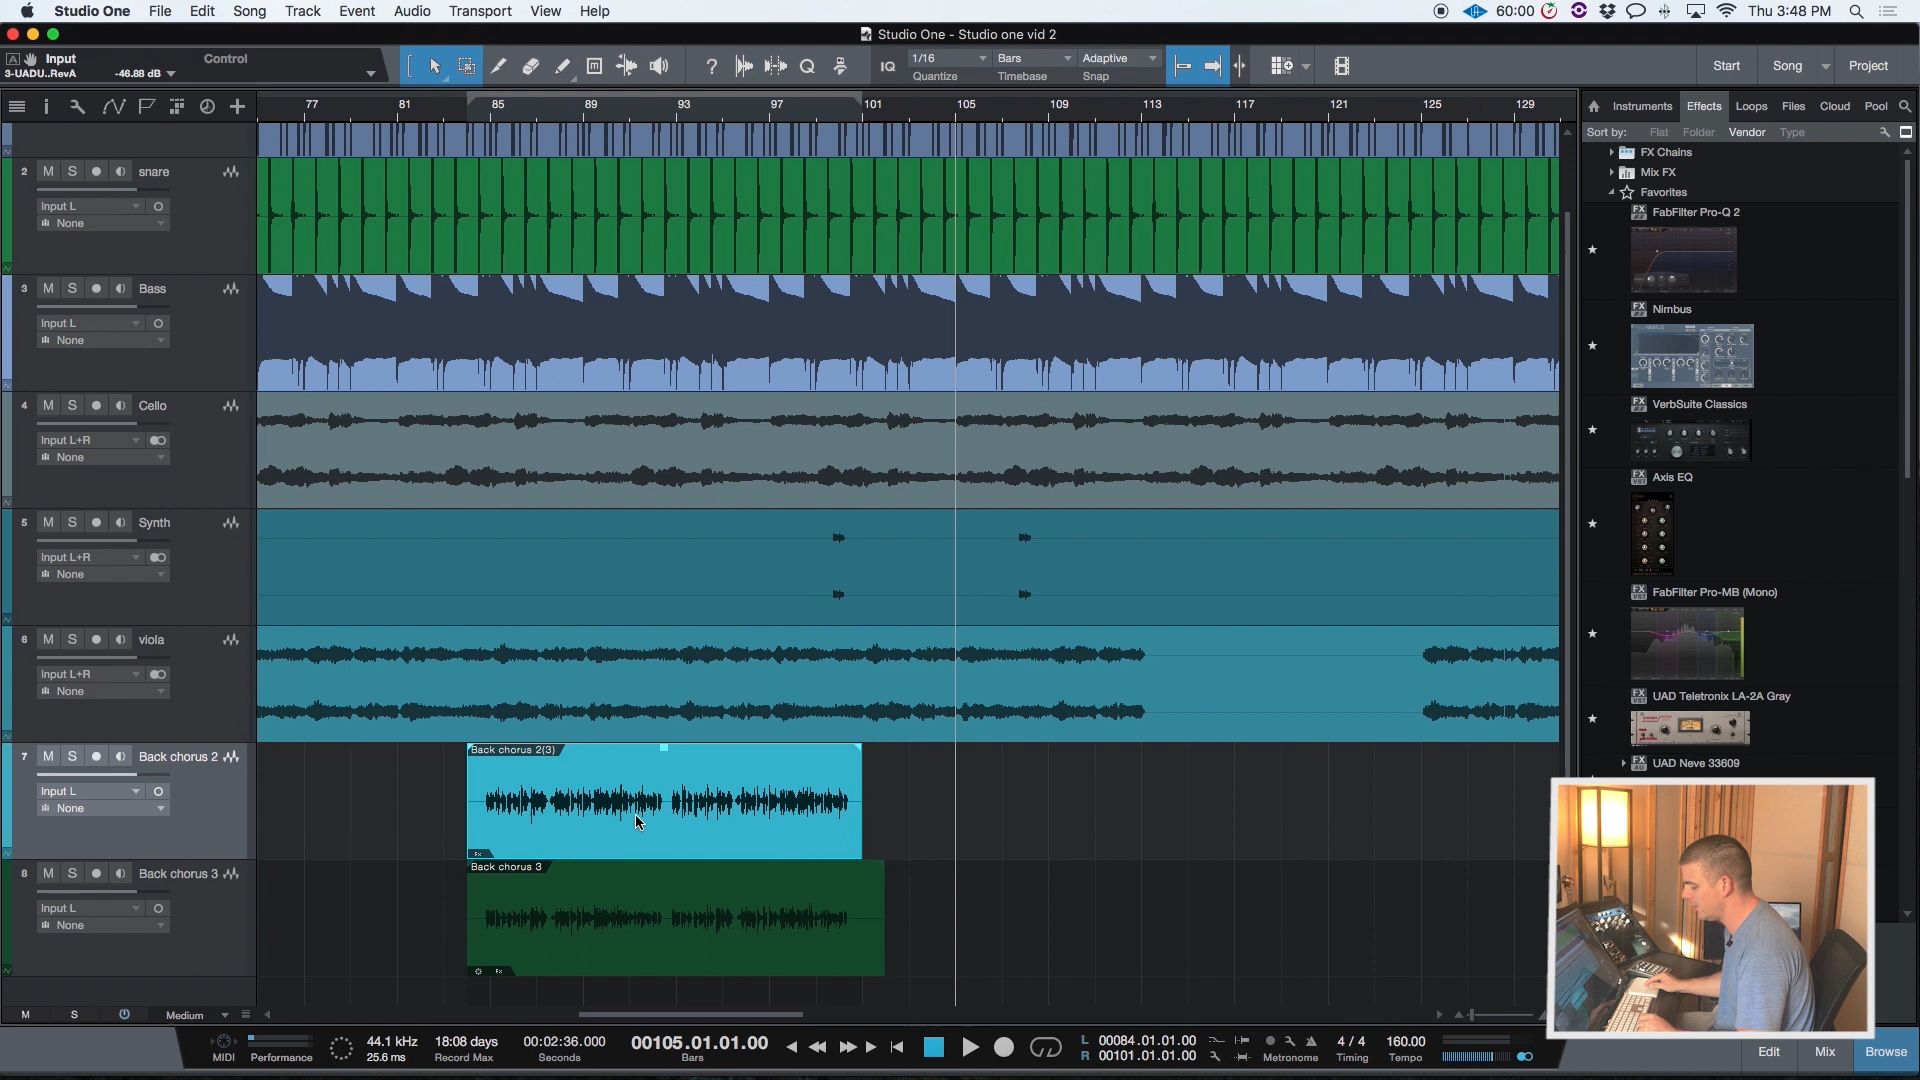 Studio One File Edit Song Track Event Audio Transport View Help
60:00 Thu 3:48 PM
Studio One - Studio one vid 2
Input Control
3-UADU..RevA -46.88 dB
1/16 Bars Adaptive
Quantize Timebase Snap
IQ
Start Song Project
77 81 85 89 93 97 101 105 109 113 117 121 125 129
Instruments Effects Loops Files Cloud Pool
Sort by: Flat Folder Vendor Type
FX Chains
Mix FX
Favorites
FabFilter Pro-Q 2
Nimbus
VerbSuite Classics
Axis EQ
FabFilter Pro-MB (Mono)
UAD Teletronix LA-2A Gray
UAD Neve 33609
2 M S snare
Input L
None
3 M S Bass
Input L
None
4 M S Cello
Input L+R
None
5 M S Synth
Input L+R
None
6 M S viola
Input L+R
None
7 M S Back chorus 2
Input L
None
Back chorus 2(3)
8 M S Back chorus 3
Input L
None
Back chorus 3
M S Medium
MIDI Performance
44.1 kHz
25.6 ms
18:08 days
Record Max
00:02:36.000
Seconds
00105.01.01.00
Bars
L 00084.01.01.00
R 00101.01.01.00
Metronome
4 / 4
Timing
160.00
Tempo
Edit Mix Browse